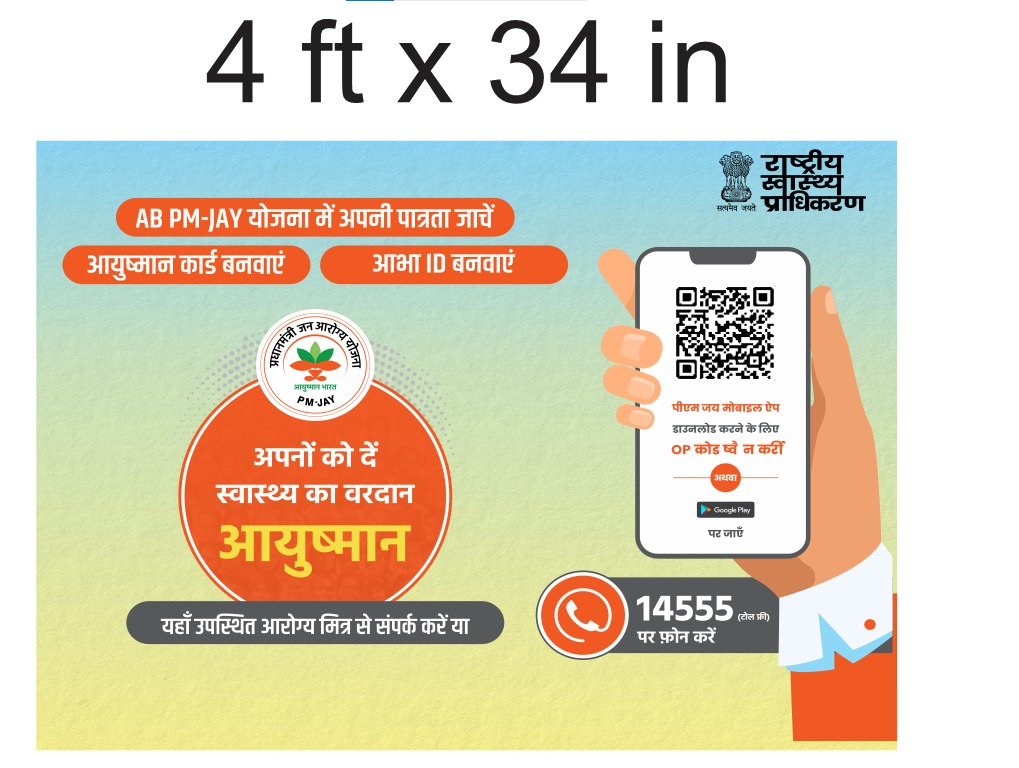 4 ft x 34 in
राष्ट्रीय
स्वास्थ्य
प्राधिकरण
सत्यमेव जयते
AB PM-JAY योजना में अपनी पात्रता जाचें
आयुष्मान कार्ड बनवाएं
आभा ID बनवाएं
प्रधानमंत्री जन आरोग्य योजना
आयुष्मान भारत
PM-JAY
अपनों को दें
स्वास्थ्य का वरदान
आयुष्मान
यहाँ उपस्थित आरोग्य मित्र से संपर्क करें या
पीएम जय मोबाइल ऐप
डाउनलोड करने के लिए
OP कोड ष्वै न करीं
अथवा
Google Play
पर जाएँ
14555 (टोल फ्री)
पर फ़ोन करें